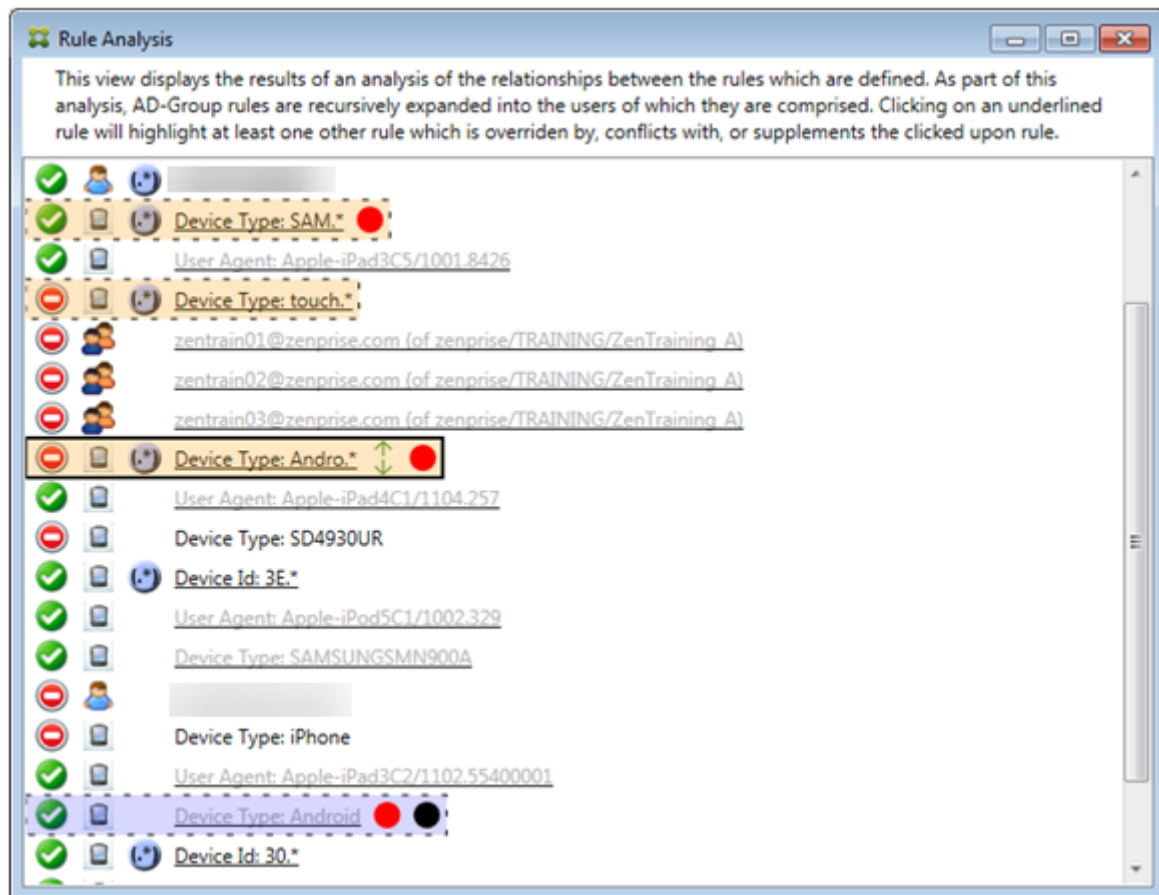 Rule Analysis
This view displays the results of an analysis of the relationships between the rules which are defined. As part of this
analysis, AD-Group rules are recursively expanded into the users of which they are comprised. Clicking on an underlined
rule will highlight at least one other rule which is overriden by, conflicts with, or supplements the clicked upon rule.
(.*)
(.*) Device Type: SAM.*
User Agent: Apple-iPad3C5/1001.8426
(.*) Device Type: touch.*
zentrain01@zenprise.com (of zenprise/TRAINING/ZenTraining_A)
zentrain02@zenprise.com (of zenprise/TRAINING/ZenTraining_A)
zentrain03@zenprise.com (of zenprise/TRAINING/ZenTraining_A)
(.*) Device Type: Andro.*
User Agent: Apple-iPad4C1/1104.257
Device Type: SD4930UR
(.*) Device Id: 3E.*
User Agent: Apple-iPod5C1/1002.329
Device Type: SAMSUNGSMN900A
Device Type: iPhone
User Agent: Apple-iPad3C2/1102.55400001
Device Type: Android
(.*) Device Id: 30.*